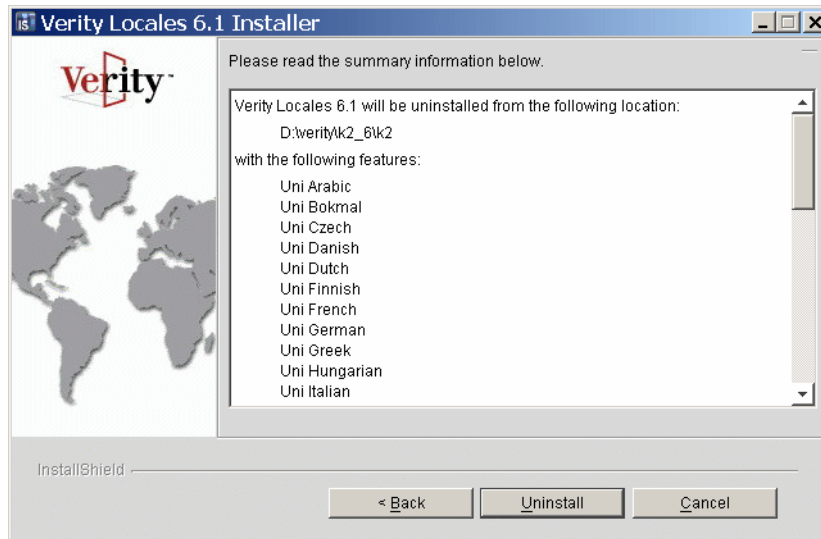 Verity Locales 6.1 Installer
Verity™
Please read the summary information below.
Verity Locales 6.1 will be uninstalled from the following location:
D:\verity\k2_6\k2
with the following features:
Uni Arabic
Uni Bokmal
Uni Czech
Uni Danish
Uni Dutch
Uni Finnish
Uni French
Uni German
Uni Greek
Uni Hungarian
Uni Italian
InstallShield
< Back
Uninstall
Cancel